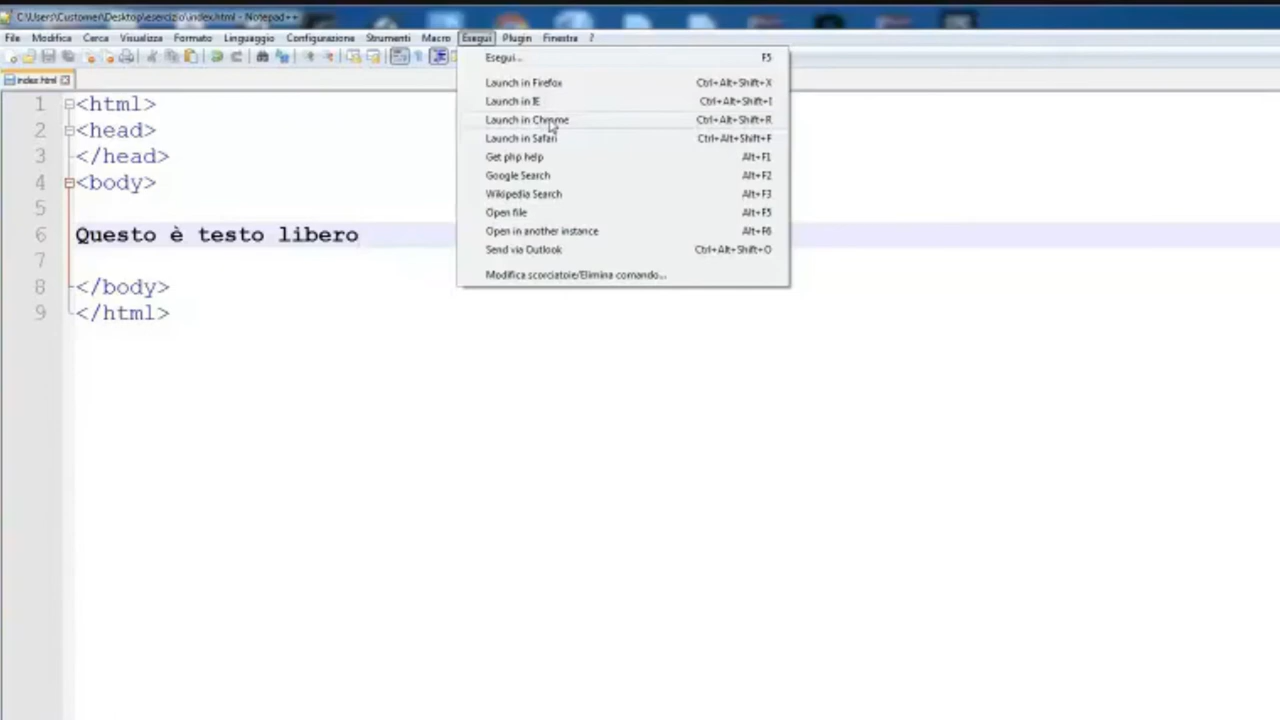 C:\Users\Customer\Desktop\esercizio\index.html - Notepad++
File Modifica Cerca Visualizza Formato Linguaggio Configurazione Strumenti Macro Esegui Plugin Finestra ?
index.html
Esegui... F5
Launch in Firefox Ctrl+Alt+Shift+X
Launch in IE Ctrl+Alt+Shift+I
Launch in Chrome Ctrl+Alt+Shift+R
Launch in Safari Ctrl+Alt+Shift+F
Get php help Alt+F1
Google Search Alt+F2
Wikipedia Search Alt+F3
Open file Alt+F5
Open in another instance Alt+F6
Send via Outlook Ctrl+Alt+Shift+O
Modifica scorciatoie/Elimina comando...
1 <html>
2 <head>
3 </head>
4 <body>
5
6 Questo è testo libero
7
8 </body>
9 </html>